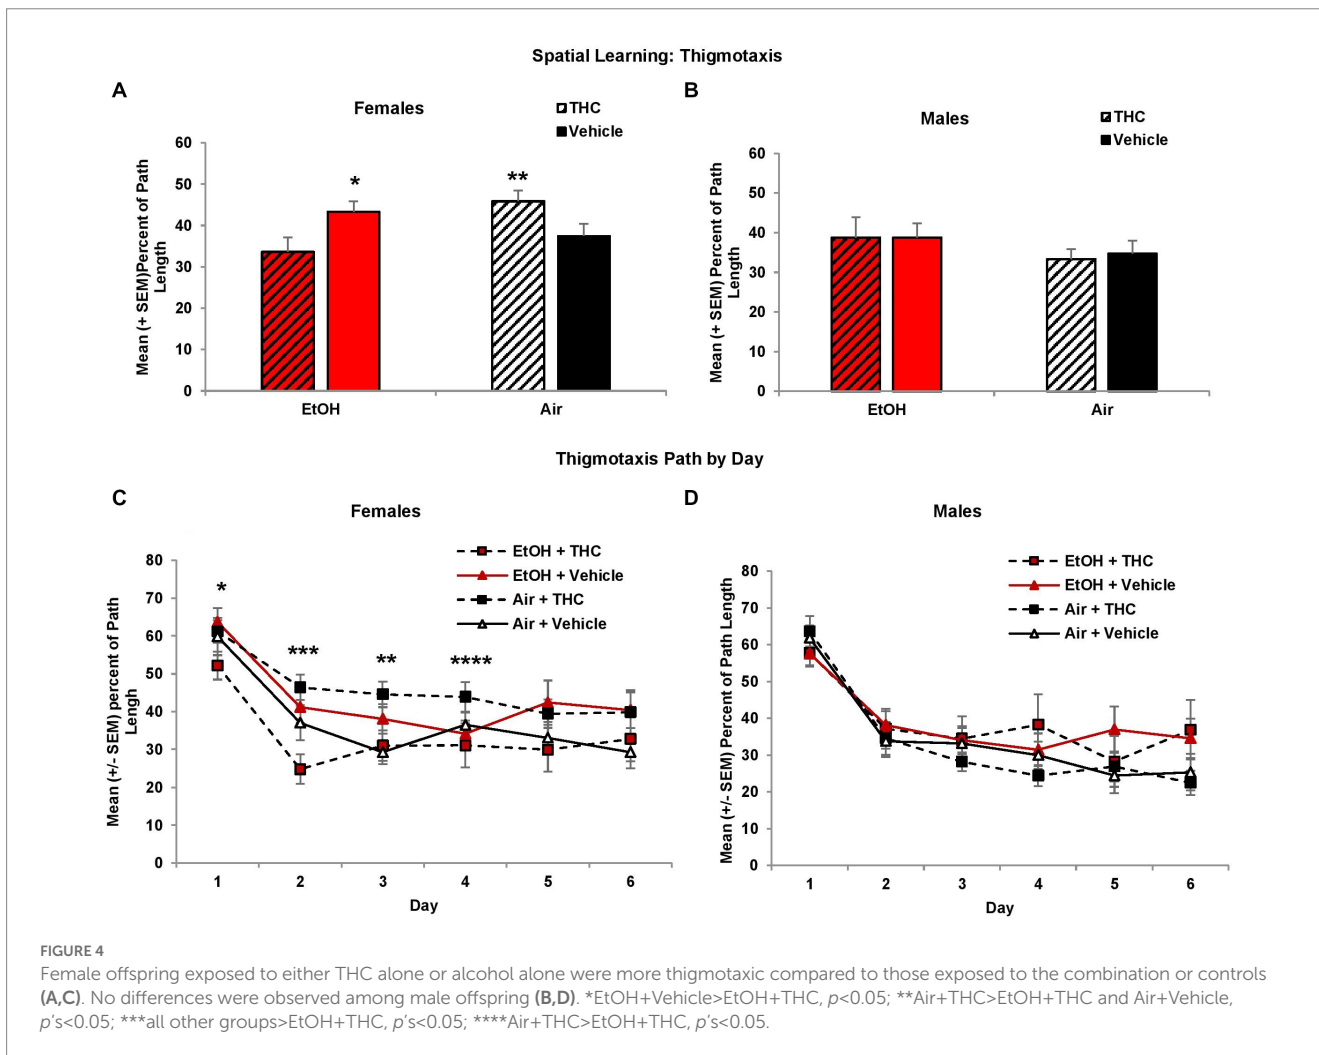 Spatial Learning: Thigmotaxis
A
Females
THC
Vehicle
Mean (+ SEM)Percent of Path
Length
60
50
40
30
20
10
0
*
**
EtOH
Air
B
Males
THC
Vehicle
Mean (+ SEM) Percent of Path
Length
60
50
40
30
20
10
0
EtOH
Air
Thigmotaxis Path by Day
C
Females
EtOH + THC
EtOH + Vehicle
Air + THC
Air + Vehicle
Mean (+/- SEM) percent of Path
Length
80
70
60
50
40
30
20
10
0
*
***
**
****
1 2 3 4 5 6
Day
D
Males
EtOH + THC
EtOH + Vehicle
Air + THC
Air + Vehicle
Mean (+/- SEM) Percent of Path Length
80
70
60
50
40
30
20
10
0
1 2 3 4 5 6
Day
FIGURE 4
Female offspring exposed to either THC alone or alcohol alone were more thigmotaxic compared to those exposed to the combination or controls
(A,C). No differences were observed among male offspring (B,D). *EtOH+Vehicle>EtOH+THC, p<0.05; **Air+THC>EtOH+THC and Air+Vehicle,
p's<0.05; ***all other groups>EtOH+THC, p's<0.05; ****Air+THC>EtOH+THC, p's<0.05.